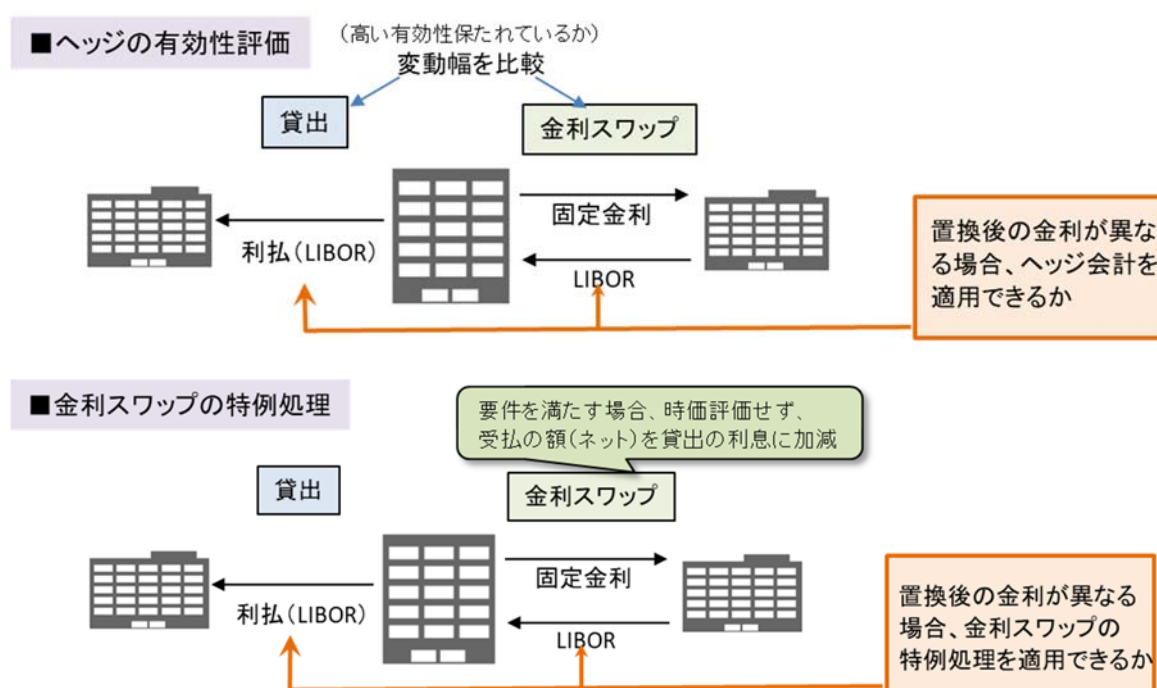 ■ヘッジの有効性評価
（高い有効性保たれているか）
変動幅を比較
貸出
金利スワップ
固定金利
利払（LIBOR）
LIBOR
置換後の金利が異な
る場合、ヘッジ会計を
適用できるか
■金利スワップの特例処理
要件を満たす場合、時価評価せず、
受払の額（ネット）を貸出の利息に加減
貸出
金利スワップ
固定金利
利払（LIBOR）
LIBOR
置換後の金利が異なる
場合、金利スワップの
特例処理を適用できるか